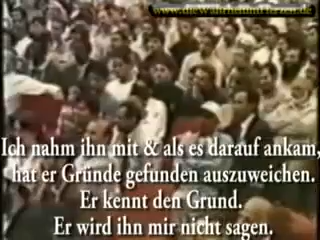 www.dieWahrheitimHerzen.de
Ich nahm ihn mit & als es darauf ankam,
hat er Gründe gefunden auszuweichen.
Er kennt den Grund.
Er wird ihn mir nicht sagen.